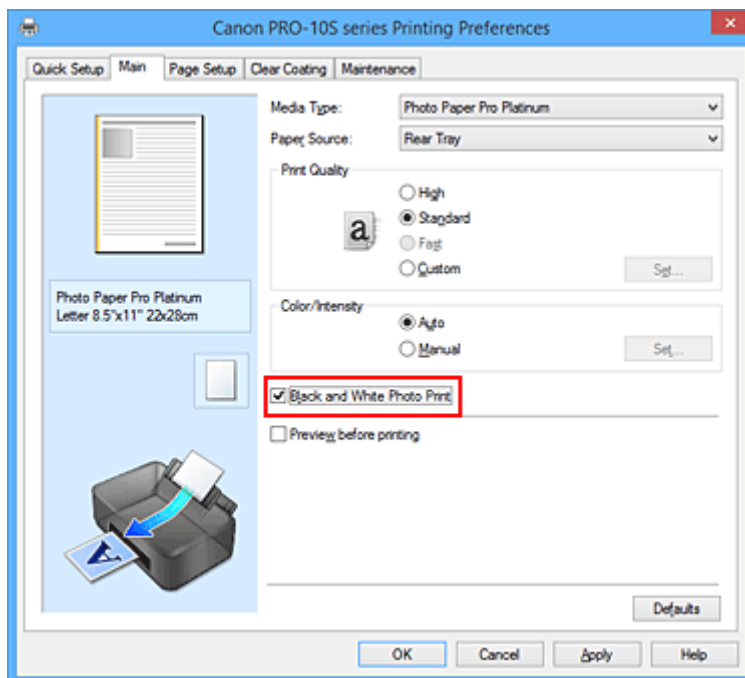 Canon PRO-10S series Printing Preferences
Quick Setup Main Page Setup Clear Coating Maintenance
Media Type: Photo Paper Pro Platinum
Paper Source: Rear Tray
Print Quality
High
a Standard
Fast
Custom Set...
Photo Paper Pro Platinum
Letter 8.5"x11" 22x28cm
Color/Intensity
Auto
Manual Set...
Black and White Photo Print
Preview before printing
A
Defaults
OK Cancel Apply Help